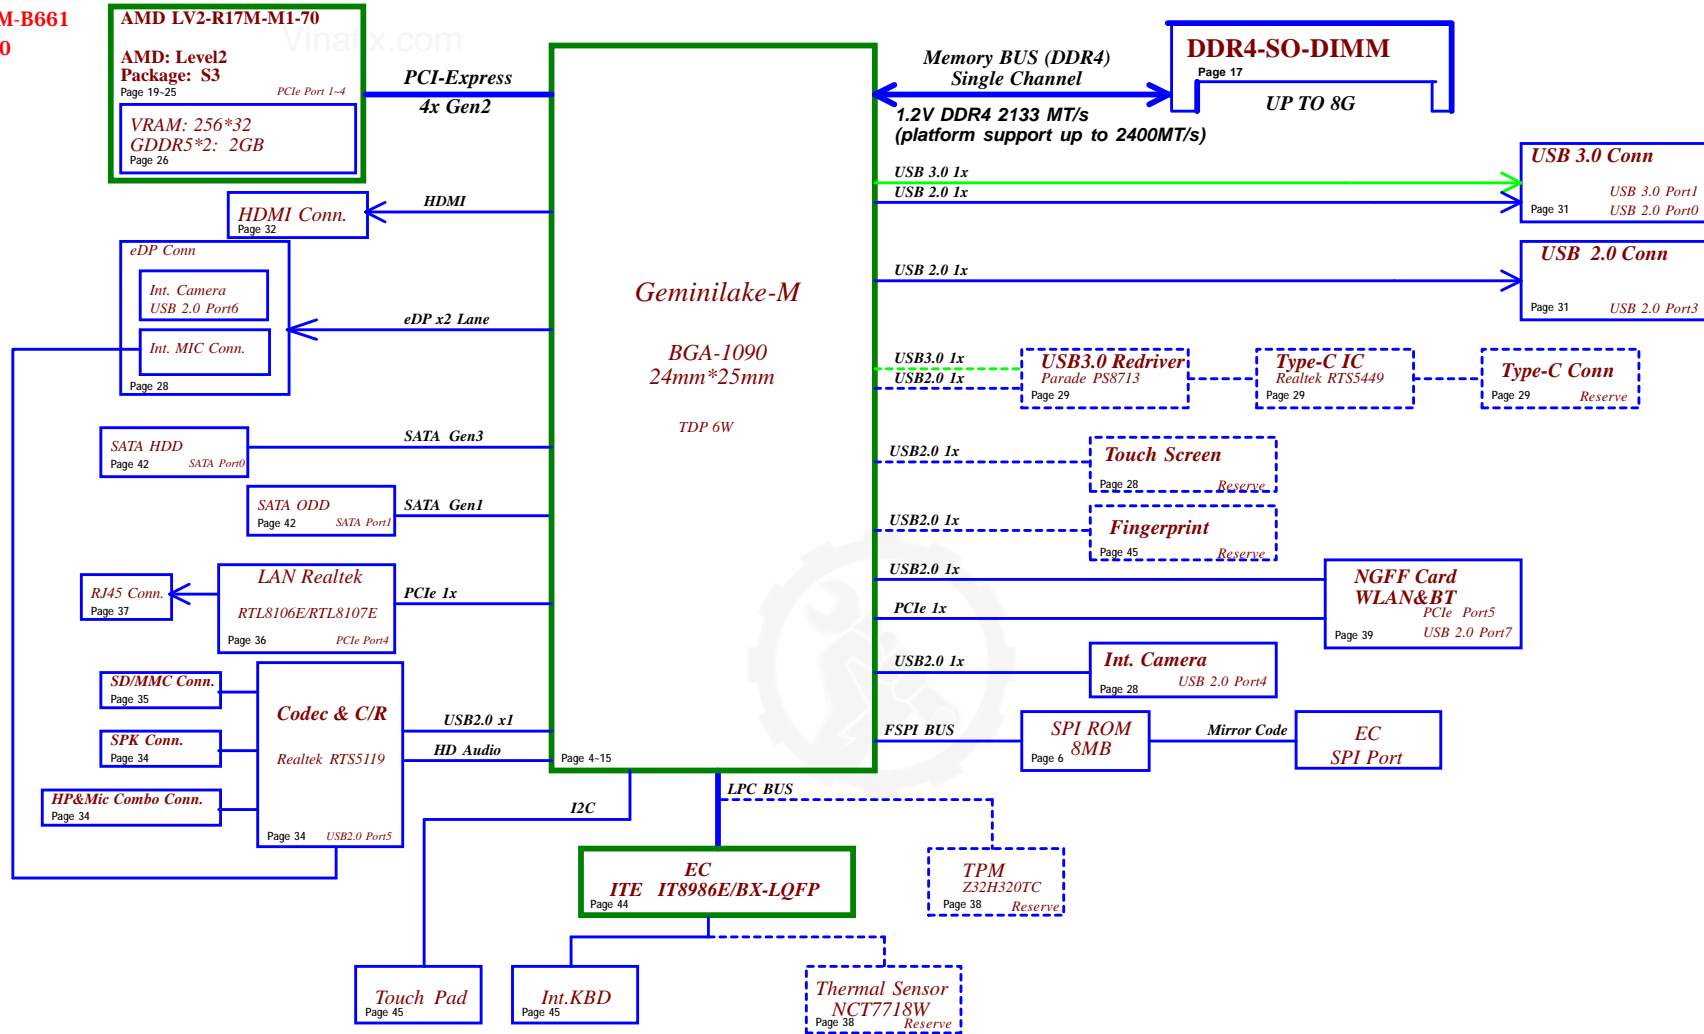 M-B661
0
AMD LV2-R17M-M1-70
AMD: Level2
Package: S3
Page 19~25
PCIe Port 1~4
VRAM: 256*32
GDDR5*2: 2GB
Page 26
Vinafix.com
PCI-Express
4x Gen2
HDMI Conn.
Page 32
HDMI
eDP Conn
Int. Camera
USB 2.0 Port6
Int. MIC Conn.
Page 28
eDP x2 Lane
SATA HDD
Page 42
SATA Port0
SATA Gen3
SATA ODD
Page 42
SATA Port1
SATA Gen1
RJ45 Conn.
Page 37
LAN Realtek
RTL8106E/RTL8107E
Page 36
PCIe Port4
PCIe 1x
SD/MMC Conn.
Page 35
SPK Conn.
Page 34
HP&Mic Combo Conn.
Page 34
Codec & C/R
Realtek RTS5119
Page 34
USB2.0 Port5
USB2.0 x1
HD Audio
Geminilake-M
BGA-1090
24mm*25mm
TDP 6W
Page 4~15
Memory BUS (DDR4)
Single Channel
1.2V DDR4 2133 MT/s
(platform support up to 2400MT/s)
DDR4-SO-DIMM
Page 17
UP TO 8G
USB 3.0 1x
USB 2.0 1x
USB 3.0 Conn
USB 3.0 Port1
Page 31
USB 2.0 Port0
USB 2.0 1x
USB 2.0 Conn
Page 31
USB 2.0 Port3
USB3.0 1x
USB2.0 1x
USB3.0 Redriver
Parade PS8713
Page 29
Type-C IC
Realtek RTS5449
Page 29
Type-C Conn
Page 29
Reserve
USB2.0 1x
Touch Screen
Page 28
Reserve
USB2.0 1x
Fingerprint
Page 45
Reserve
USB2.0 1x
PCIe 1x
NGFF Card
WLAN&BT
PCIe Port5
Page 39
USB 2.0 Port7
USB2.0 1x
Int. Camera
USB 2.0 Port4
Page 28
FSPI BUS
SPI ROM
8MB
Page 6
Mirror Code
EC
SPI Port
I2C
LPC BUS
EC
ITE IT8986E/BX-LQFP
Page 44
TPM
Z32H320TC
Page 38
Reserve
Touch Pad
Page 45
Int.KBD
Page 45
Thermal Sensor
NCT7718W
Page 38
Reserve